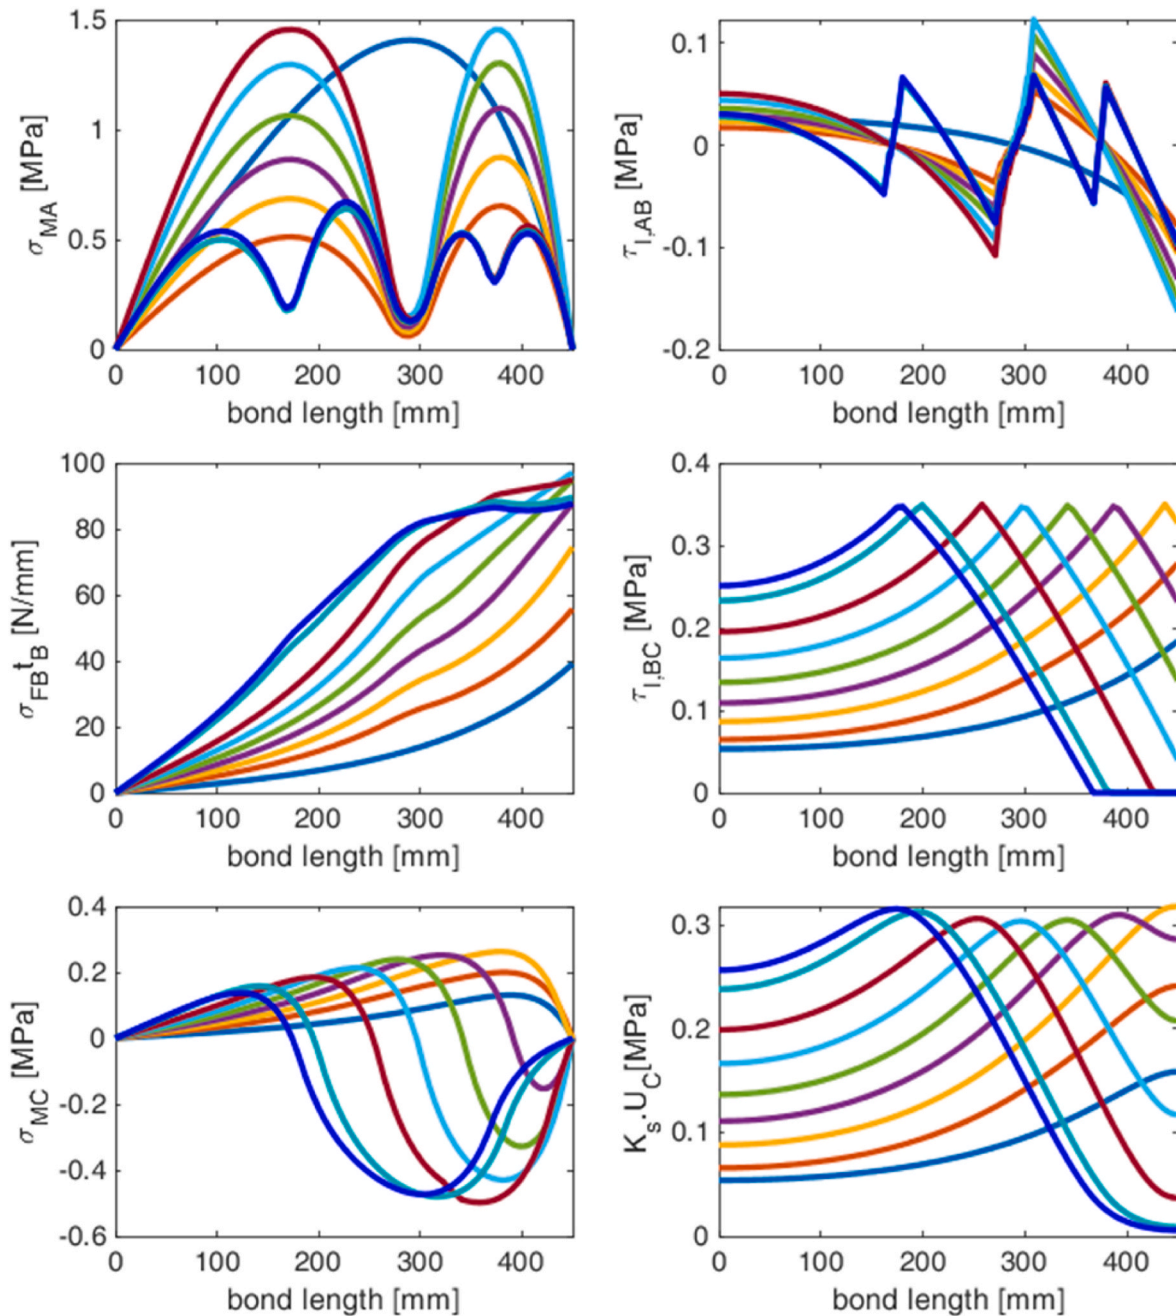 1.5
1
0.5
0
σMA [MPa]
0 100 200 300 400
bond length [mm]
0.1
0
-0.1
-0.2
τI,AB [MPa]
0 100 200 300 400
bond length [mm]
100
80
60
40
20
0
σFB tB [N/mm]
0 100 200 300 400
bond length [mm]
0.4
0.3
0.2
0.1
0
τI,BC [MPa]
0 100 200 300 400
bond length [mm]
0.4
0.2
0
-0.2
-0.4
-0.6
σMC [MPa]
0 100 200 300 400
bond length [mm]
0.3
0.2
0.1
0
Ks.UC[MPa]
0 100 200 300 400
bond length [mm]